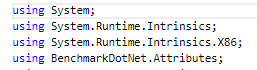 using System;
using System.Runtime.Intrinsics;
using System.Runtime.Intrinsics.X86;
using BenchmarkDotNet.Attributes;